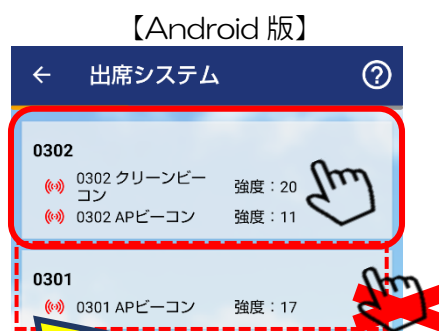 【Android 版】
← 出席システム ?
0302
0302 クリーンビー 強度：20
コン
0302 APビーコン 強度：11
0301
0301 APビーコン 強度：17